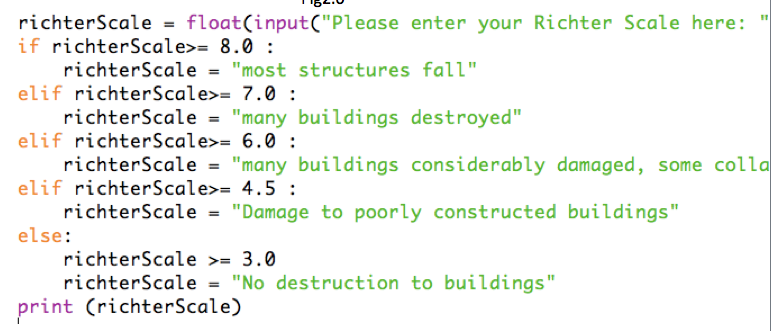 richterScale = float(input("Please enter your Richter Scale here: "
if richterScale>= 8.0 :
richterScale = "most structures fall"
elif richterScale>= 7.0 :
richterScale = "many buildings destroyed"
elif richterScale>= 6.0 :
richterScale = "many buildings considerably damaged, some colla
elif richterScale>= 4.5 :
richterScale = "Damage to poorly constructed buildings"
else:
richterScale >= 3.0
richterScale = "No destruction to buildings"
print (richterScale)